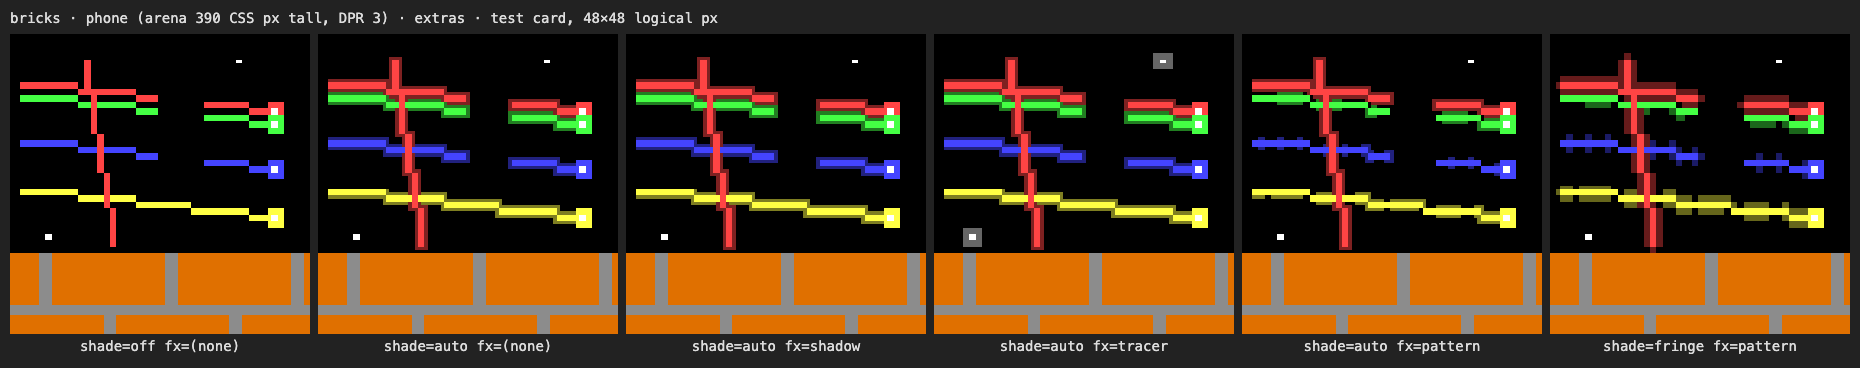 bricks · phone (arena 390 CSS px tall, DPR 3) · extras · test card, 48×48 logical px
shade=off fx=(none)
shade=auto fx=(none)
shade=auto fx=shadow
shade=auto fx=tracer
shade=auto fx=pattern
shade=fringe fx=pattern